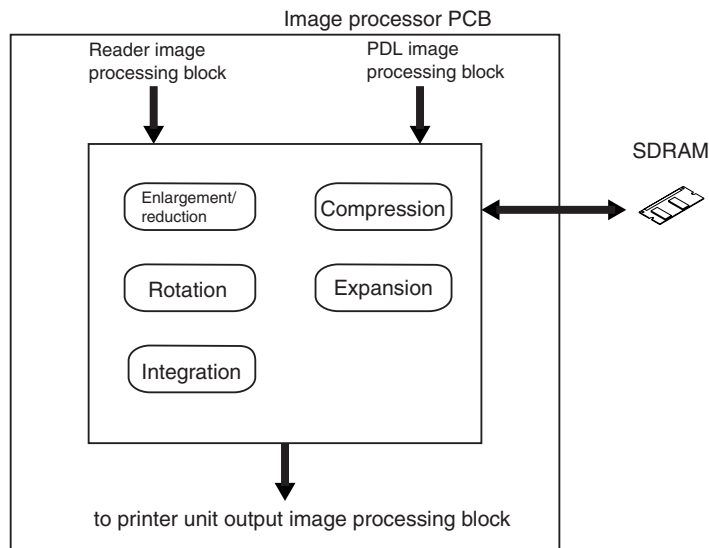 Image processor PCB
Reader image
processing block
PDL image
processing block
SDRAM
Enlargement/
reduction
Compression
Rotation
Expansion
Integration
to printer unit output image processing block